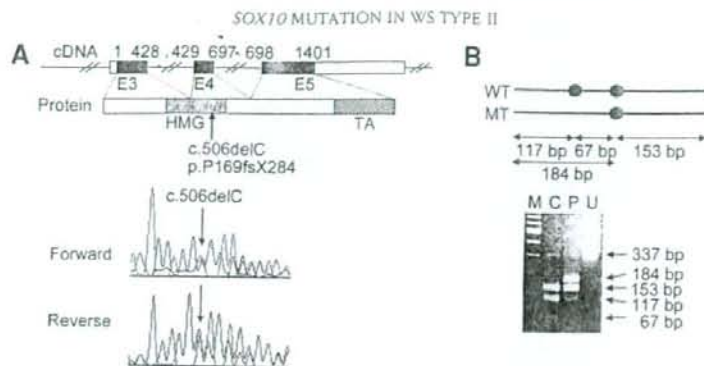 SOX10 MUTATION IN WS TYPE II
A
cDNA 1 428 429 697 698 1401
E3 E4 E5
Protein
HMG TA
c.506delC
p.P169fsX284
c.506delC
Forward
Reverse
B
WT
MT
117 bp 67 bp 153 bp
184 bp
M C P U
337 bp
184 bp
153 bp
117 bp
67 bp